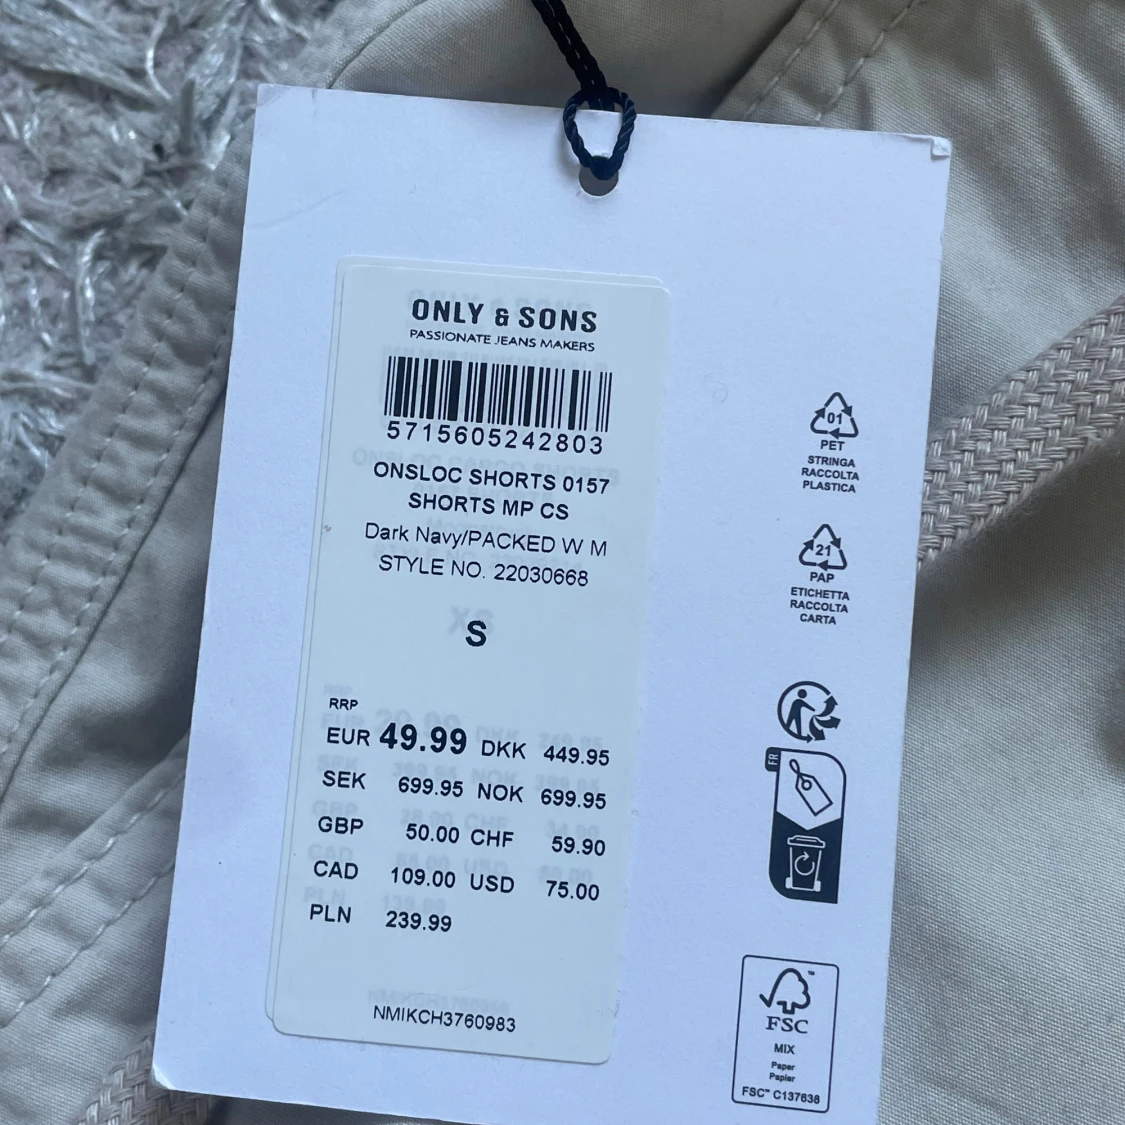 ONLY & SONS
PASSIONATE JEANS MAKERS
5715605242803
ONSLOC SHORTS 0157
SHORTS MP CS
Dark Navy/PACKED W M
STYLE NO. 22030668
XS
S
RRP
EUR 49.99 DKK 449.95
SEK 699.95 NOK 699.95
GBP 50.00 CHF 59.90
CAD 109.00 USD 75.00
PLN 239.99
NMIKCH3760983
01
PET
STRINGA
RACCOLTA
PLASTICA
21
PAP
ETICHETTA
RACCOLTA
CARTA
FR
FSC
MIX
Paper
Papier
FSC™ C137638